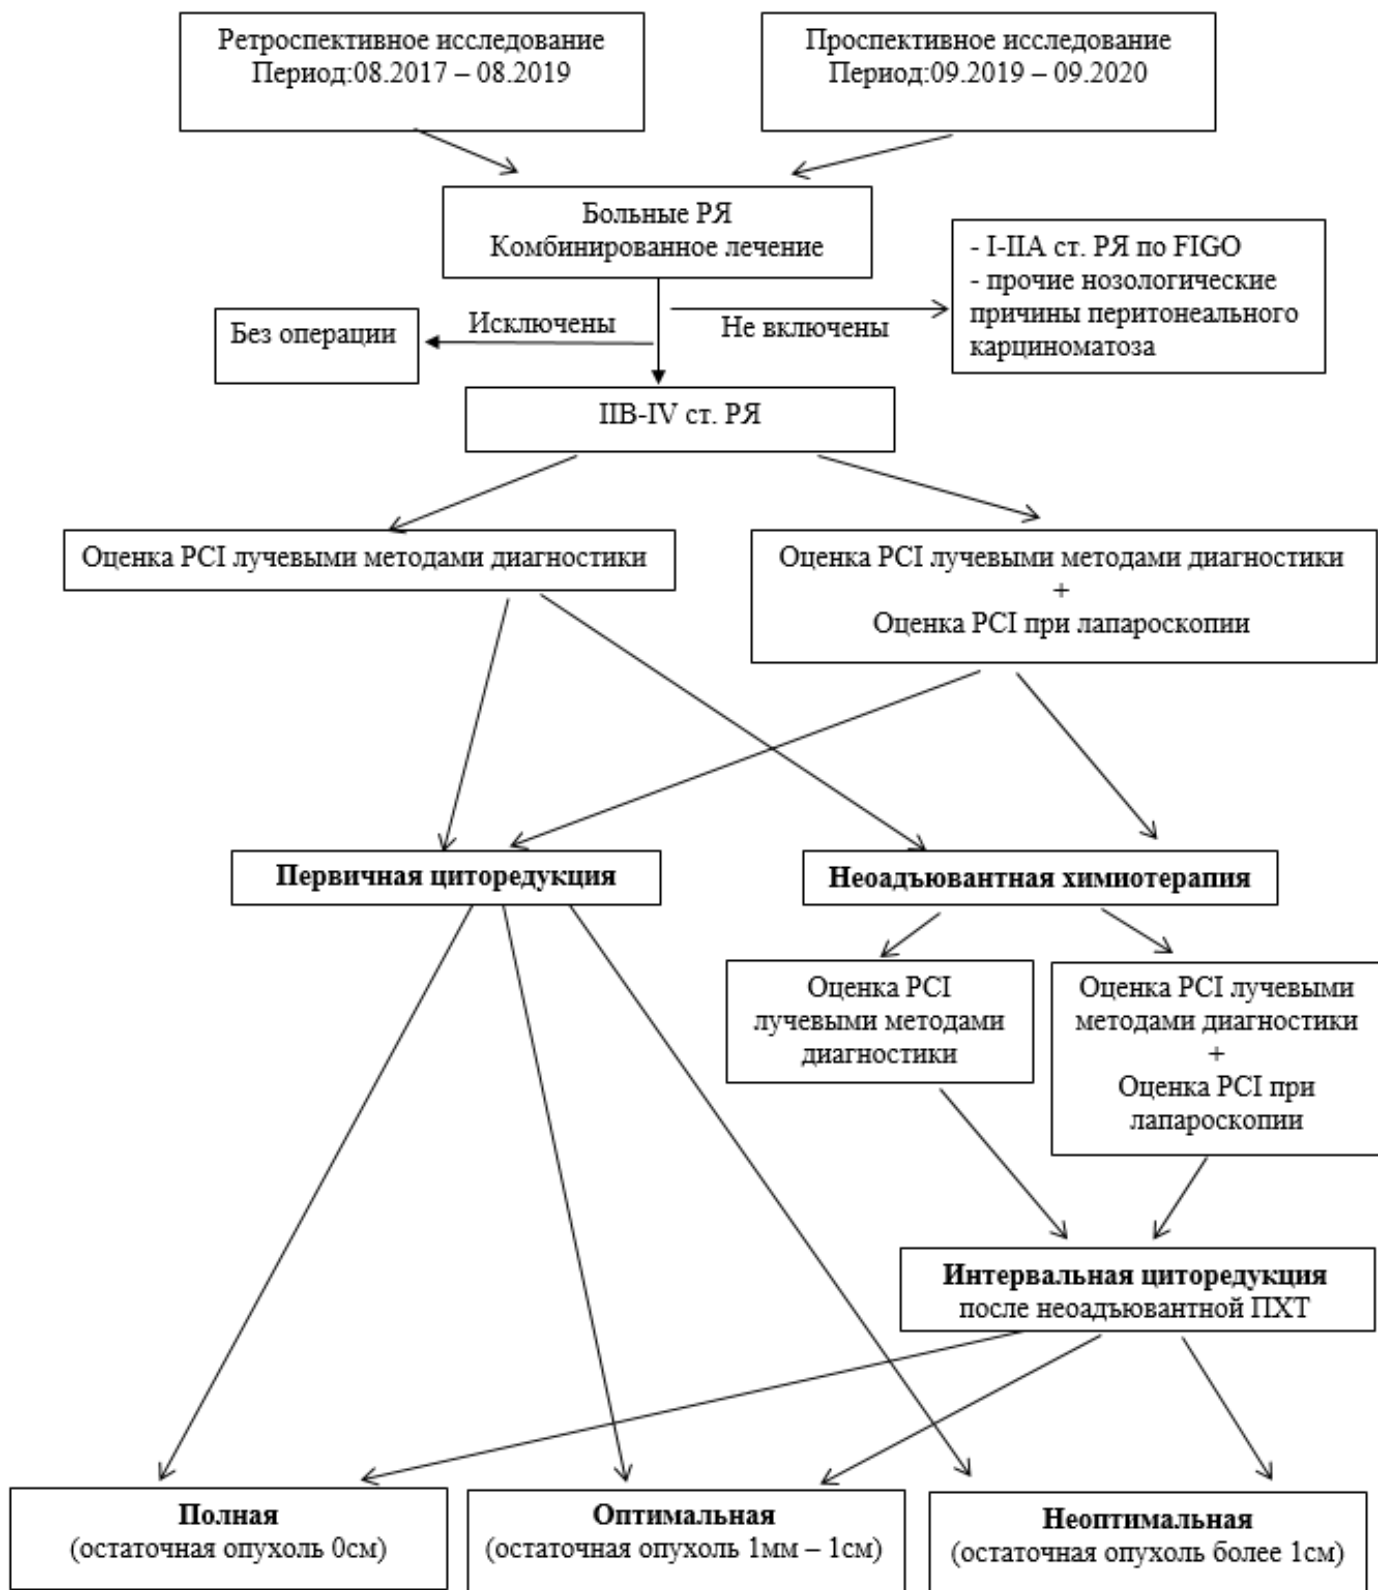 Ретроспективное исследование
Период:08.2017 – 08.2019
Проспективное исследование
Период:09.2019 – 09.2020
Больные РЯ
Комбинированное лечение
- I-IIA ст. РЯ по FIGO
- прочие нозологические
причины перитонеального
карциноматоза
Без операции
Исключены
Не включены
IIB-IV ст. РЯ
Оценка PCI лучевыми методами диагностики
Оценка PCI лучевыми методами диагностики
+
Оценка PCI при лапароскопии
Первичная циторедукция
Неоадъювантная химиотерапия
Оценка PCI
лучевыми методами
диагностики
Оценка PCI лучевыми
методами диагностики
+
Оценка PCI при
лапароскопии
Интервальная циторедукция
после неоадъювантной ПХТ
Полная
(остаточная опухоль 0см)
Оптимальная
(остаточная опухоль 1мм – 1см)
Неоптимальная
(остаточная опухоль более 1см)